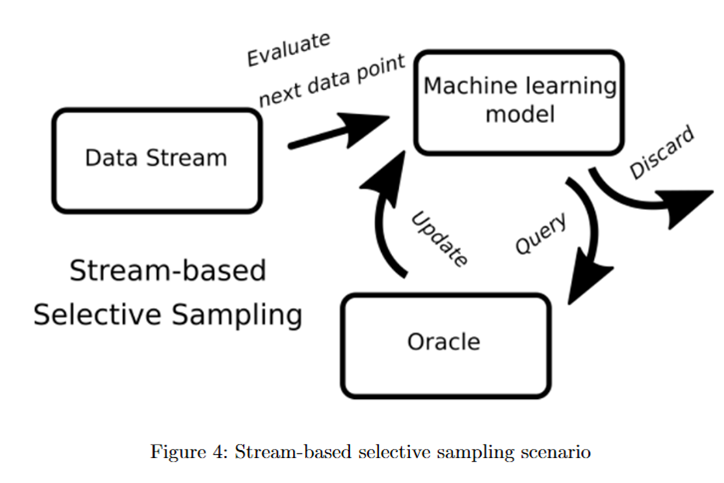 Evaluate
next data point
Machine learning
model
Data Stream
Discard
Update
Query
Stream-based
Selective Sampling
Oracle
Figure 4: Stream-based selective sampling scenario